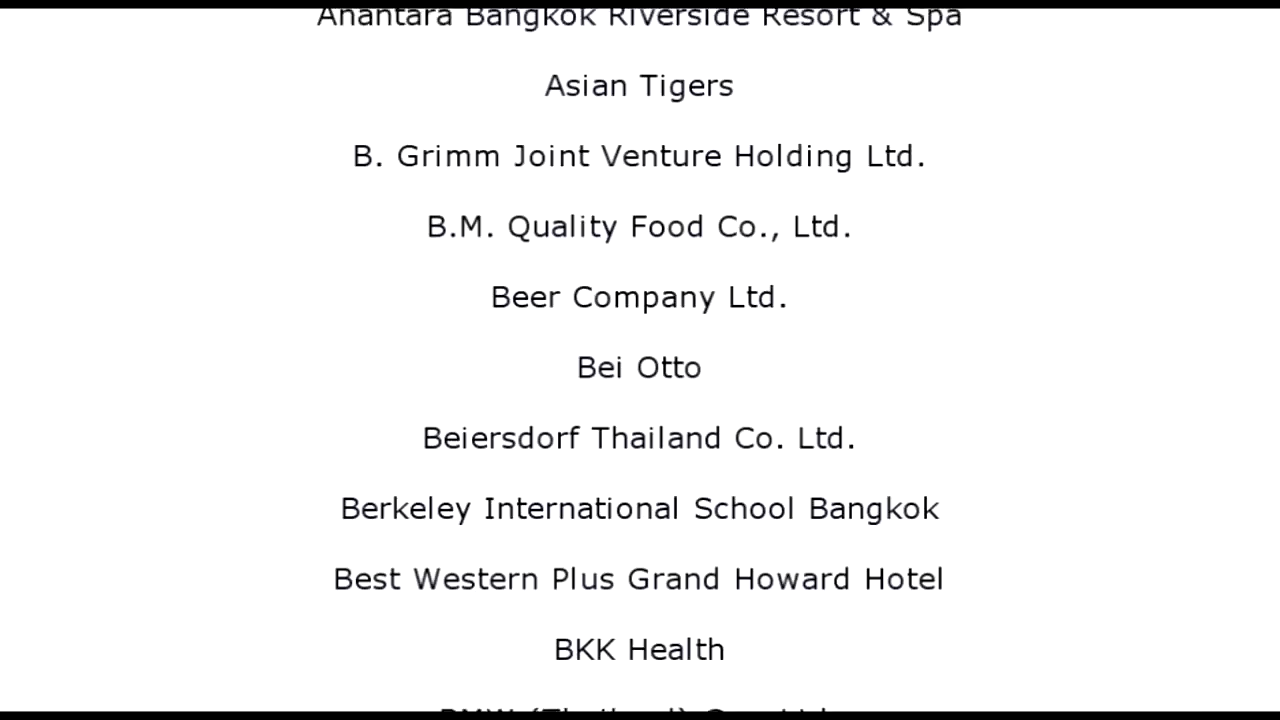 Anantara Bangkok Riverside Resort & Spa
Asian Tigers
B. Grimm Joint Venture Holding Ltd.
B.M. Quality Food Co., Ltd.
Beer Company Ltd.
Bei Otto
Beiersdorf Thailand Co. Ltd.
Berkeley International School Bangkok
Best Western Plus Grand Howard Hotel
BKK Health